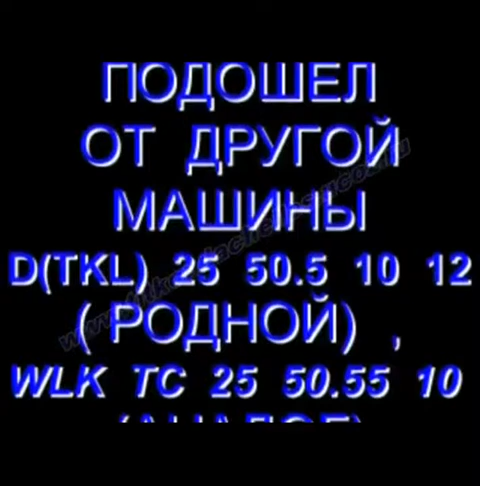 ПОДОШЕЛ
ОТ ДРУГОЙ
МАШИНЫ
D(TKL) 25 50.5 10 12
( РОДНОЙ) ,
WLK TC 25 50.55 10